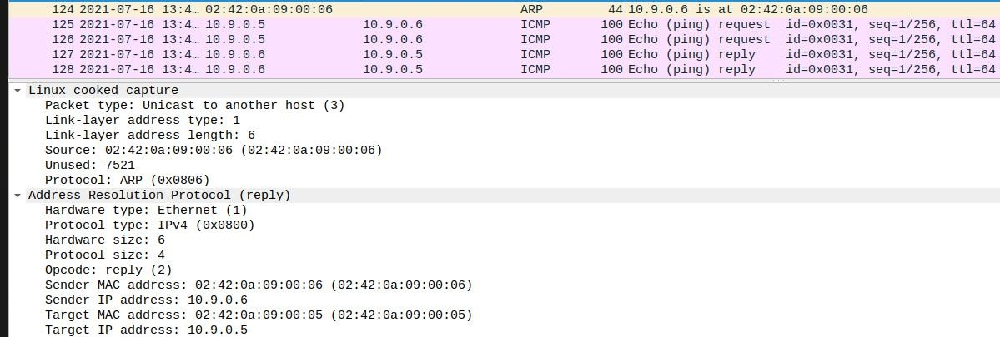 124 2021-07-16 13:4… 02:42:0a:09:00:06 ARP 44 10.9.0.6 is at 02:42:0a:09:00:06
125 2021-07-16 13:4… 10.9.0.5 10.9.0.6 ICMP 100 Echo (ping) request id=0x0031, seq=1/256, ttl=64
126 2021-07-16 13:4… 10.9.0.5 10.9.0.6 ICMP 100 Echo (ping) request id=0x0031, seq=1/256, ttl=64
127 2021-07-16 13:4… 10.9.0.6 10.9.0.5 ICMP 100 Echo (ping) reply id=0x0031, seq=1/256, ttl=64
128 2021-07-16 13:4… 10.9.0.6 10.9.0.5 ICMP 100 Echo (ping) reply id=0x0031, seq=1/256, ttl=64
Linux cooked capture
Packet type: Unicast to another host (3)
Link-layer address type: 1
Link-layer address length: 6
Source: 02:42:0a:09:00:06 (02:42:0a:09:00:06)
Unused: 7521
Protocol: ARP (0x0806)
Address Resolution Protocol (reply)
Hardware type: Ethernet (1)
Protocol type: IPv4 (0x0800)
Hardware size: 6
Protocol size: 4
Opcode: reply (2)
Sender MAC address: 02:42:0a:09:00:06 (02:42:0a:09:00:06)
Sender IP address: 10.9.0.6
Target MAC address: 02:42:0a:09:00:05 (02:42:0a:09:00:05)
Target IP address: 10.9.0.5